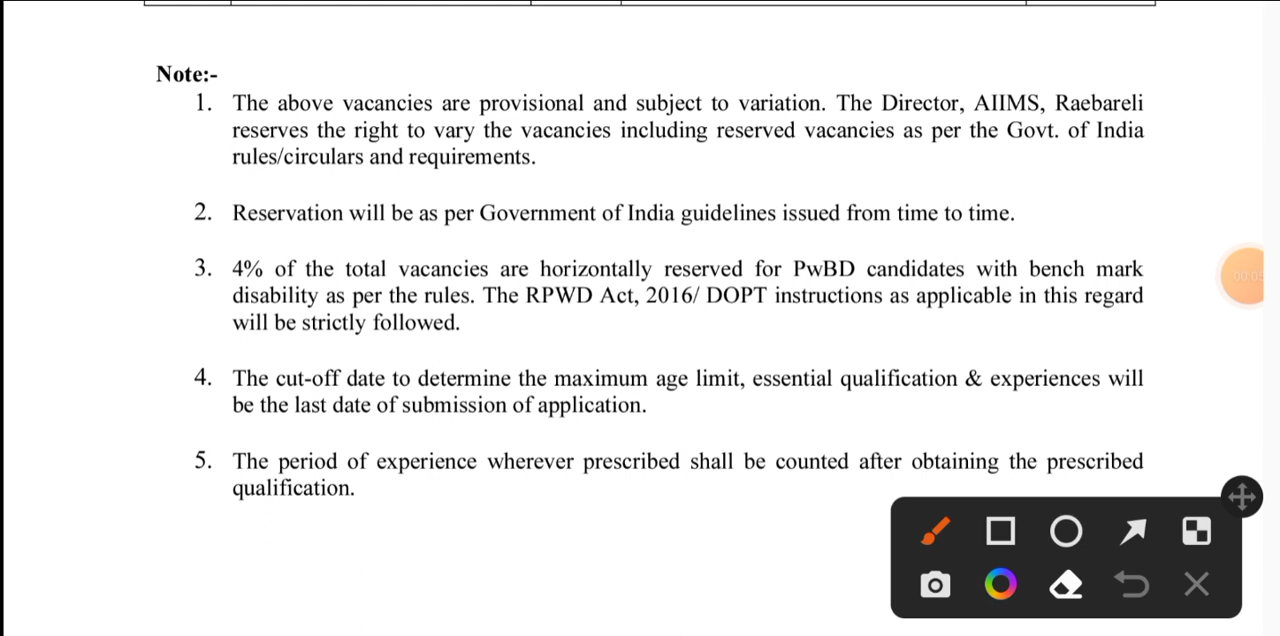 Note:-
1. The above vacancies are provisional and subject to variation. The Director, AIIMS, Raebareli
reserves the right to vary the vacancies including reserved vacancies as per the Govt. of India
rules/circulars and requirements.
2. Reservation will be as per Government of India guidelines issued from time to time.
3. 4% of the total vacancies are horizontally reserved for PwBD candidates with bench mark
disability as per the rules. The RPWD Act, 2016/ DOPT instructions as applicable in this regard
will be strictly followed.
4. The cut-off date to determine the maximum age limit, essential qualification & experiences will
be the last date of submission of application.
5. The period of experience wherever prescribed shall be counted after obtaining the prescribed
qualification.